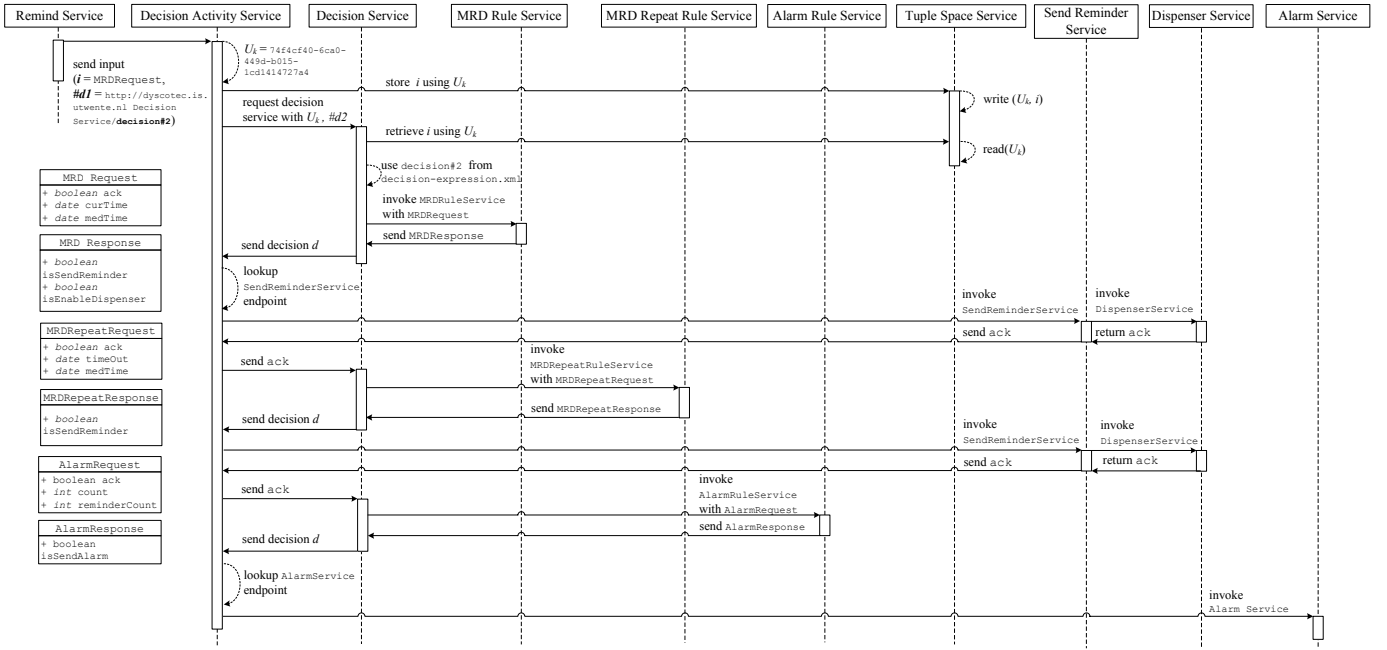 Remind Service
Decision Activity Service
Decision Service
MRD Rule Service
MRD Repeat Rule Service
Alarm Rule Service
Tuple Space Service
Send Reminder
Service
Dispenser Service
Alarm Service
send input
(i = MRDRequest,
#d1 = http://dyscotec.is.
utwente.nl Decision
Service/decision#2)
Uk = 74f4cf40-6ca0-
449d-b015-
1cd1414727a4
store i using Uk
write (Uk, i)
request decision
service with Uk , #d2
retrieve i using Uk
read(Uk)
use decision#2 from
decision-expression.xml
invoke MRDRuleService
with MRDRequest
send MRDResponse
send decision d
lookup
SendReminderService
endpoint
invoke
SendReminderService
invoke
DispenserService
send ack
return ack
send ack
invoke
MRDRepeatRuleService
with MRDRepeatRequest
send MRDRepeatResponse
send decision d
invoke
SendReminderService
invoke
DispenserService
send ack
return ack
send ack
invoke
AlarmRuleService
with AlarmRequest
send AlarmResponse
send decision d
lookup AlarmService
endpoint
invoke
Alarm Service
MRD Request
+ boolean ack
+ date curTime
+ date medTime
MRD Response
+ boolean
isSendReminder
+ boolean
isEnableDispenser
MRDRepeatRequest
+ boolean ack
+ date timeOut
+ date medTime
MRDRepeatResponse
+ boolean
isSendReminder
AlarmRequest
+ boolean ack
+ int count
+ int reminderCount
AlarmResponse
+ boolean
isSendAlarm